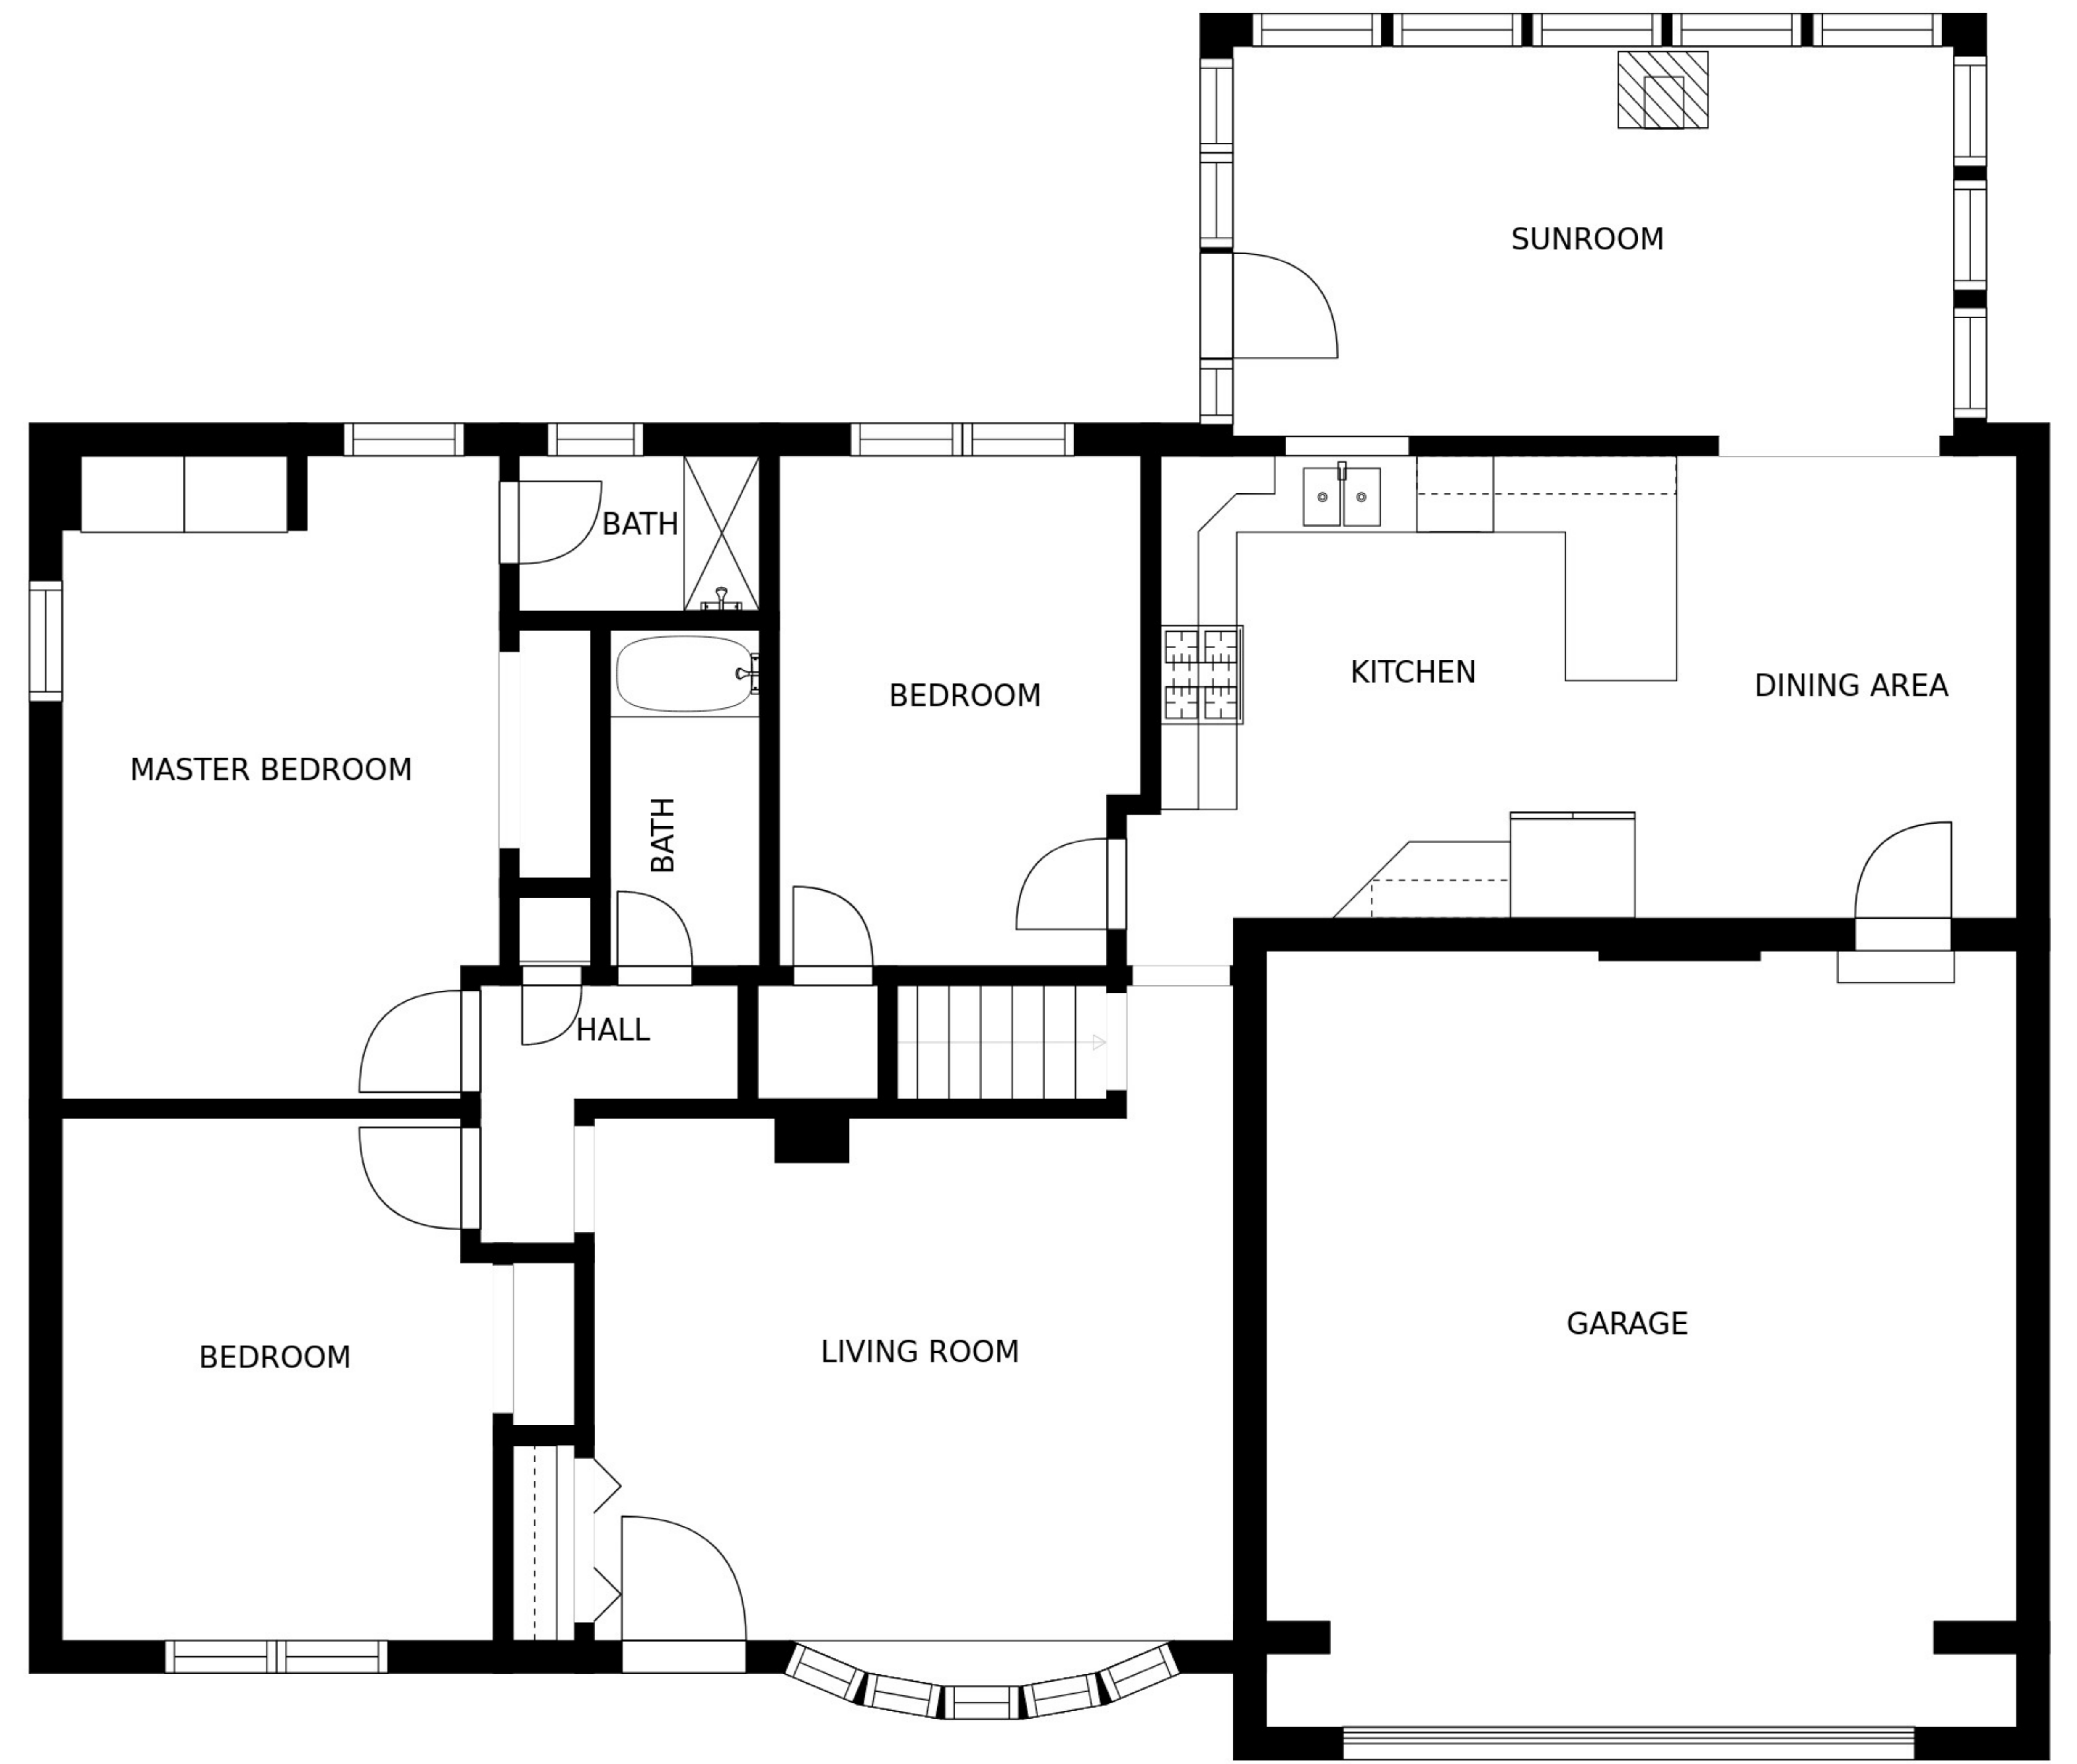 SUNROOM
BATH
BEDROOM
KITCHEN
DINING AREA
MASTER BEDROOM
BATH
HALL
GARAGE
BEDROOM
LIVING ROOM